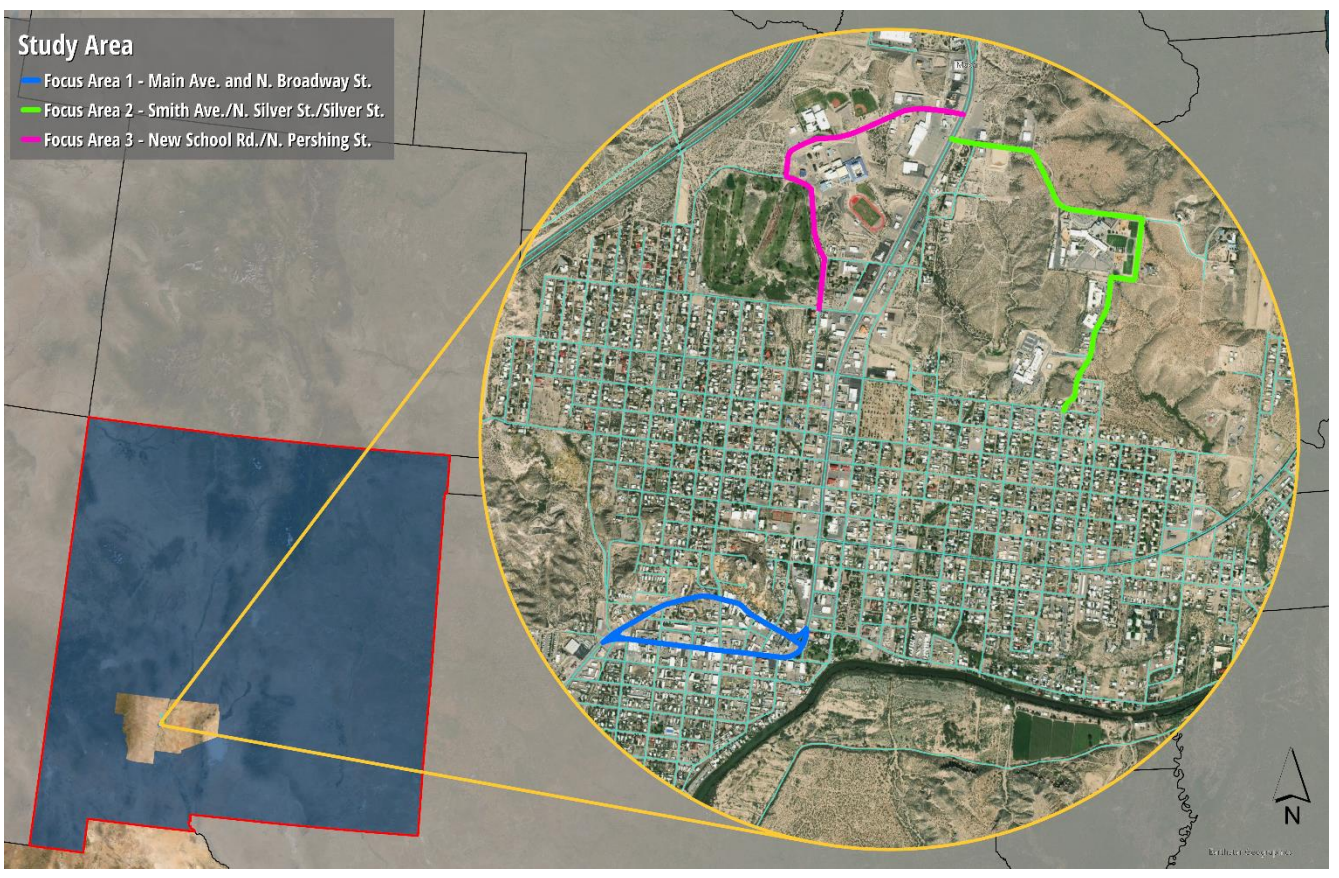 Study Area
Focus Area 1 - Main Ave. and N. Broadway St.
Focus Area 2 - Smith Ave./N. Silver St./Silver St.
Focus Area 3 - New School Rd./N. Pershing St.
N